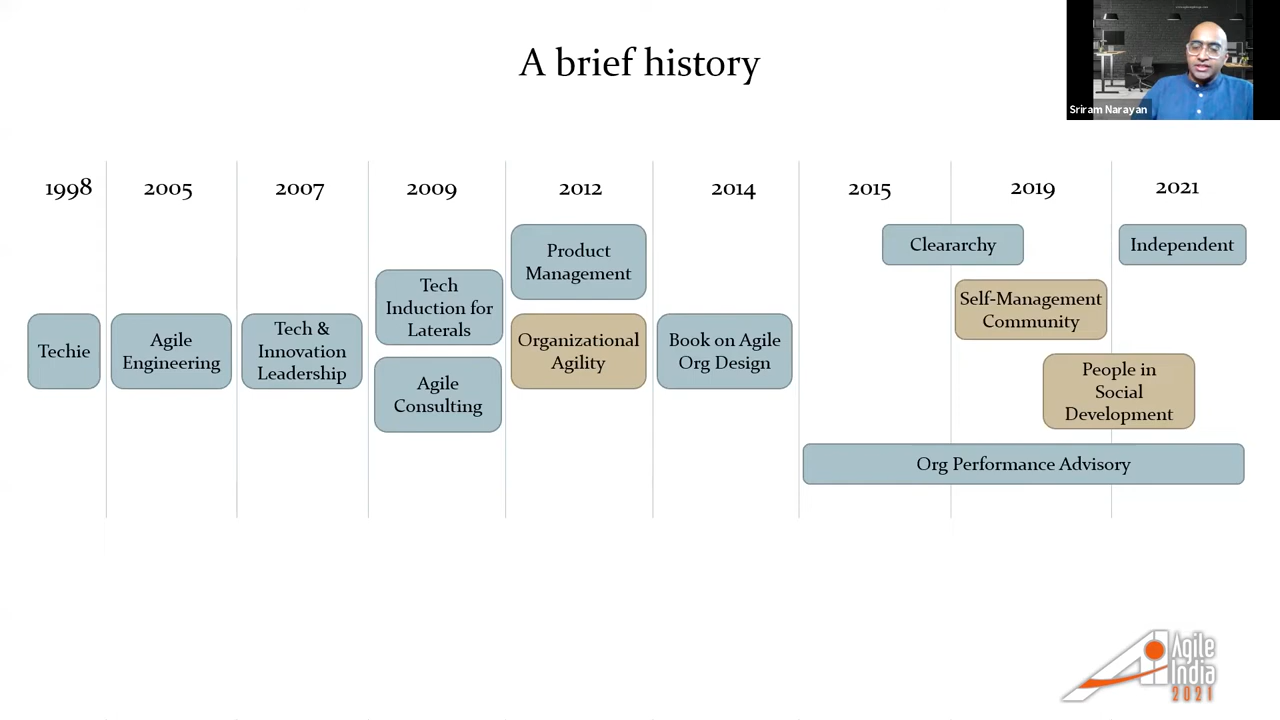 A brief history
Sriram Narayan
1998
2005
2007
2009
2012
2014
2015
2019
2021
Techie
Agile
Engineering
Tech &
Innovation
Leadership
Tech
Induction for
Laterals
Agile
Consulting
Product
Management
Organizational
Agility
Book on Agile
Org Design
Cleararchy
Self-Management
Community
People in
Social
Development
Independent
Org Performance Advisory
Agile
India
2021